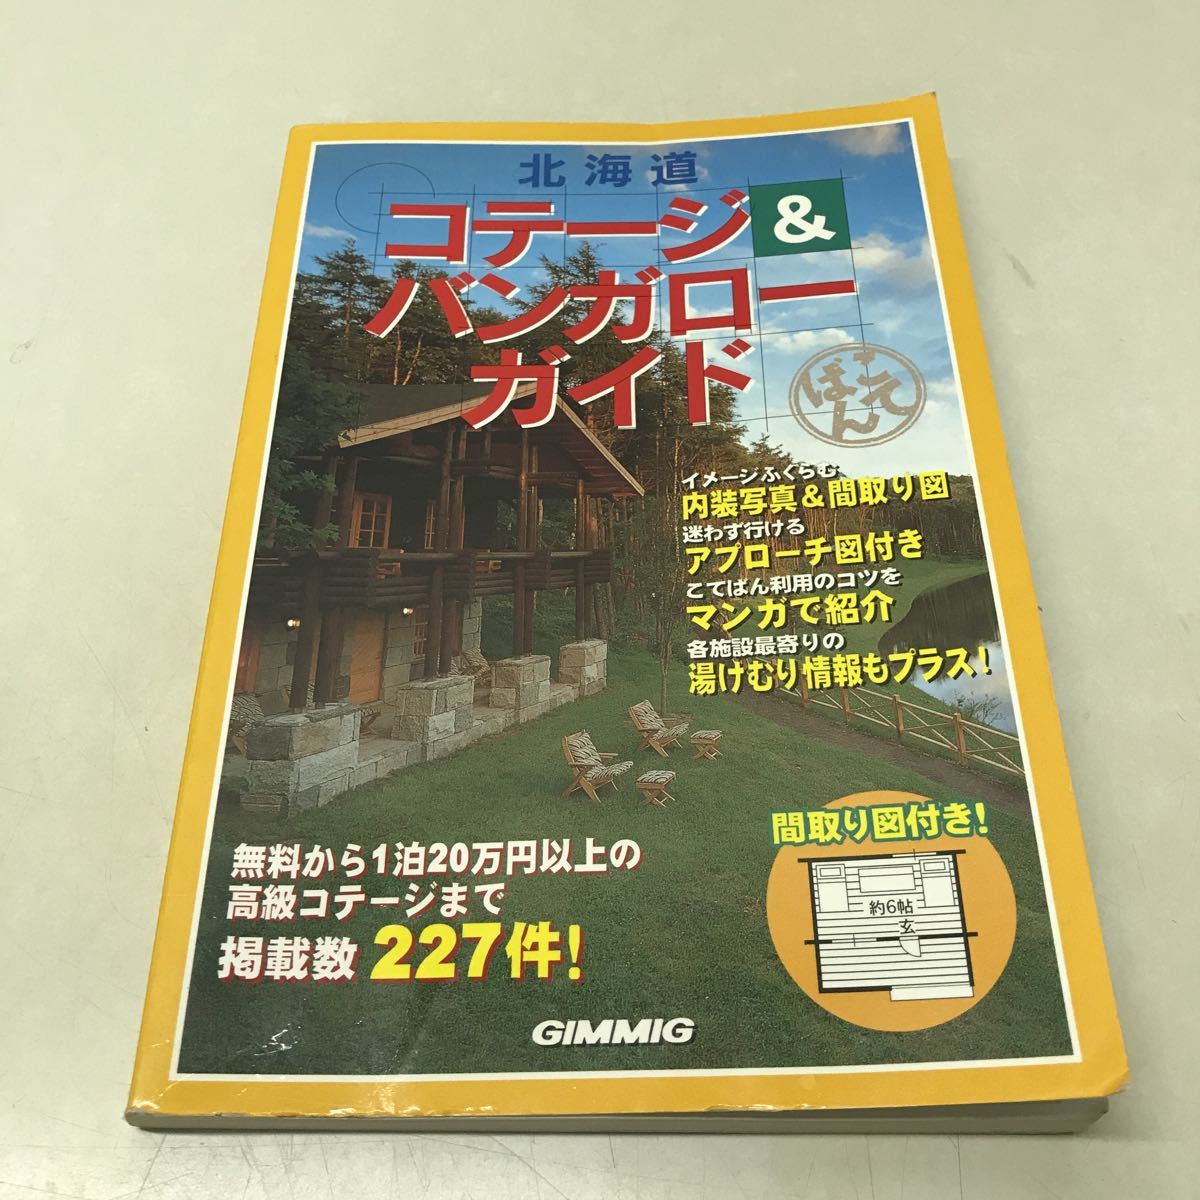 北海道
コテージ&
バンガロー
ガイド
イメージふくらむ、
内装写真&間取り図
迷わず行ける
アプローチ図付き
こてばん利用のコツを
マンガで紹介
各施設最寄りの
湯けむり情報もプラス!
間取り図付き!
約6帖
玄
無料から1泊20万円以上の
高級コテージまで
掲載数 227件!
GIMMIG